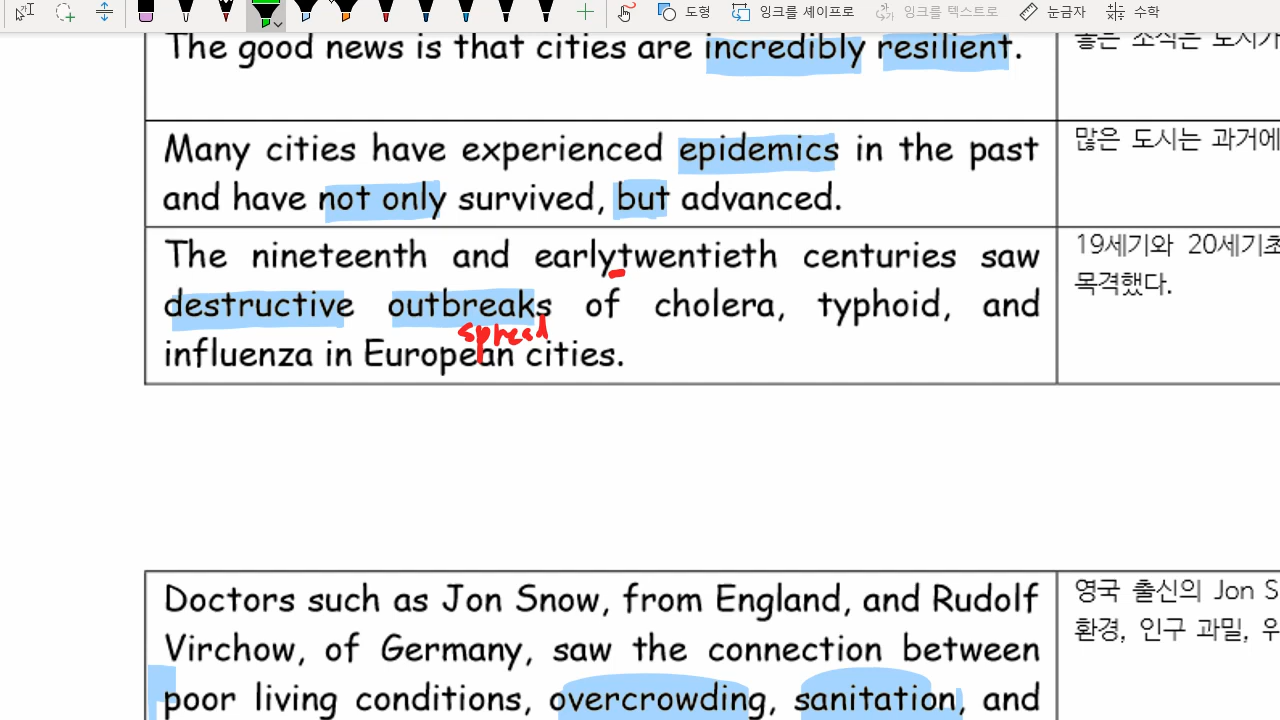 도형 잉크를 셰이프로 잉크를 텍스트로 눈금자 수학
The good news is that cities are incredibly resilient.
좋은 소식은 도시가
Many cities have experienced epidemics in the past
and have not only survived, but advanced.
많은 도시는 과거에
The nineteenth and earlytwentieth centuries saw
destructive outbreaks of cholera, typhoid, and
spread
influenza in European cities.
19세기와 20세기초
목격했다.
Doctors such as Jon Snow, from England, and Rudolf
Virchow, of Germany, saw the connection between
poor living conditions, overcrowding, sanitation, and
영국 출신의 Jon S
환경, 인구 과밀, 위